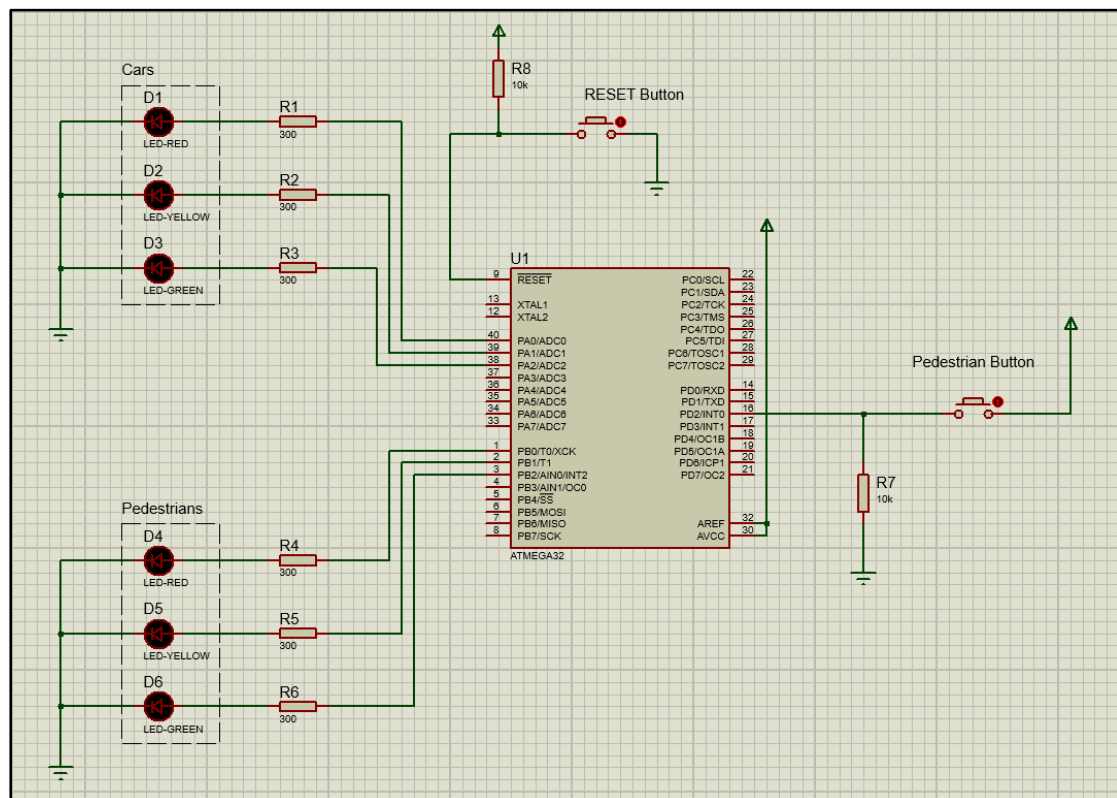 Cars
D1
LED-RED
R1
300
D2
LED-YELLOW
R2
300
D3
LED-GREEN
R3
300
R8
10k
RESET Button
U1
9 RESET
13 XTAL1
12 XTAL2
40 PA0/ADC0
39 PA1/ADC1
38 PA2/ADC2
37 PA3/ADC3
36 PA4/ADC4
35 PA5/ADC5
34 PA6/ADC6
33 PA7/ADC7
1 PB0/T0/XCK
2 PB1/T1
3 PB2/AIN0/INT2
4 PB3/AIN1/OC0
5 PB4/SS
6 PB5/MOSI
7 PB6/MISO
8 PB7/SCK
PC0/SCL 22
PC1/SDA 23
PC2/TCK 24
PC3/TMS 25
PC4/TDO 26
PC5/TDI 27
PC6/TOSC1 28
PC7/TOSC2 29
PD0/RXD 14
PD1/TXD 15
PD2/INT0 16
PD3/INT1 17
PD4/OC1B 18
PD5/OC1A 19
PD6/ICP1 20
PD7/OC2 21
AREF 32
AVCC 30
ATMEGA32
Pedestrian Button
R7
10k
Pedestrians
D4
LED-RED
R4
300
D5
LED-YELLOW
R5
300
D6
LED-GREEN
R6
300